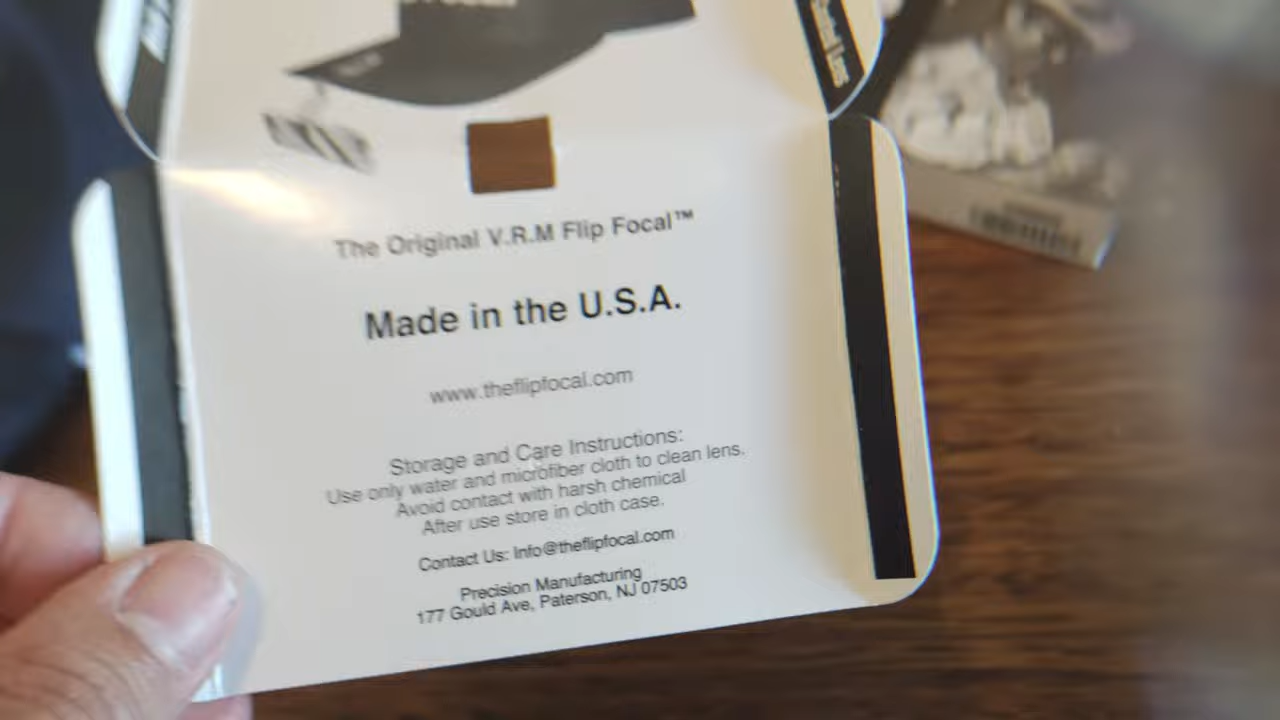 The Original V.R.M Flip Focal™
Made in the U.S.A.
www.theflipfocal.com
Storage and Care Instructions:
Use only water and microfiber cloth to clean lens.
Avoid contact with harsh chemical
After use store in cloth case.
Contact Us: Info@theflipfocal.com
Precision Manufacturing
177 Gould Ave, Paterson, NJ 07503